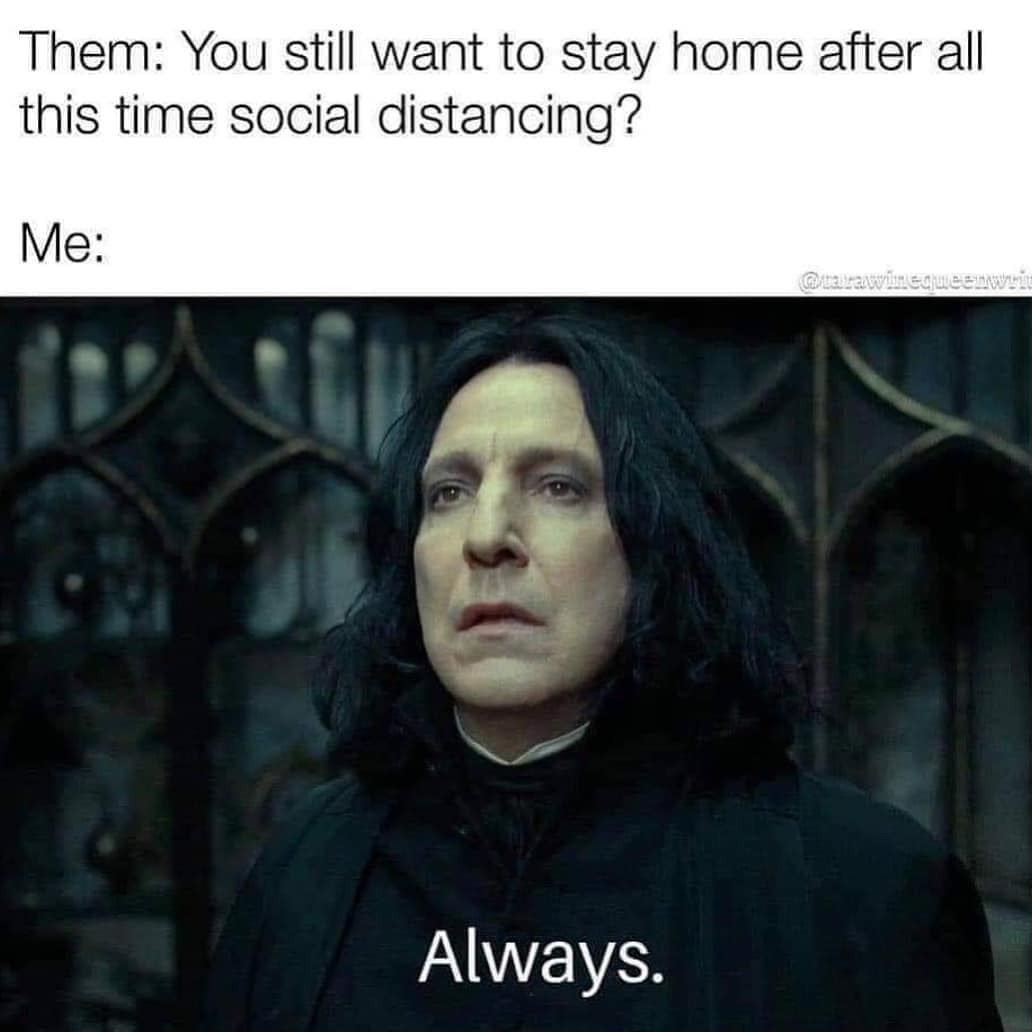 Them: You still want to stay home after all
this time social distancing?
Me:
Always.